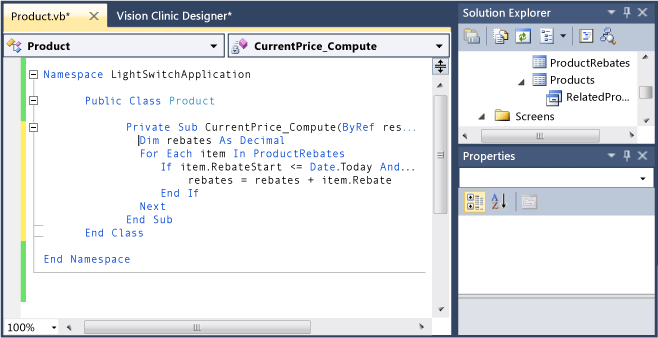 Product.vb*
Vision Clinic Designer*
Product
CurrentPrice_Compute
Namespace LightSwitchApplication
Public Class Product
Private Sub CurrentPrice_Compute(ByRef res...
Dim rebates As Decimal
For Each item In ProductRebates
If item.RebateStart <= Date.Today And...
rebates = rebates + item.Rebate
End If
Next
End Sub
End Class
End Namespace
100%
Solution Explorer
ProductRebates
Products
RelatedPro...
Screens
Properties